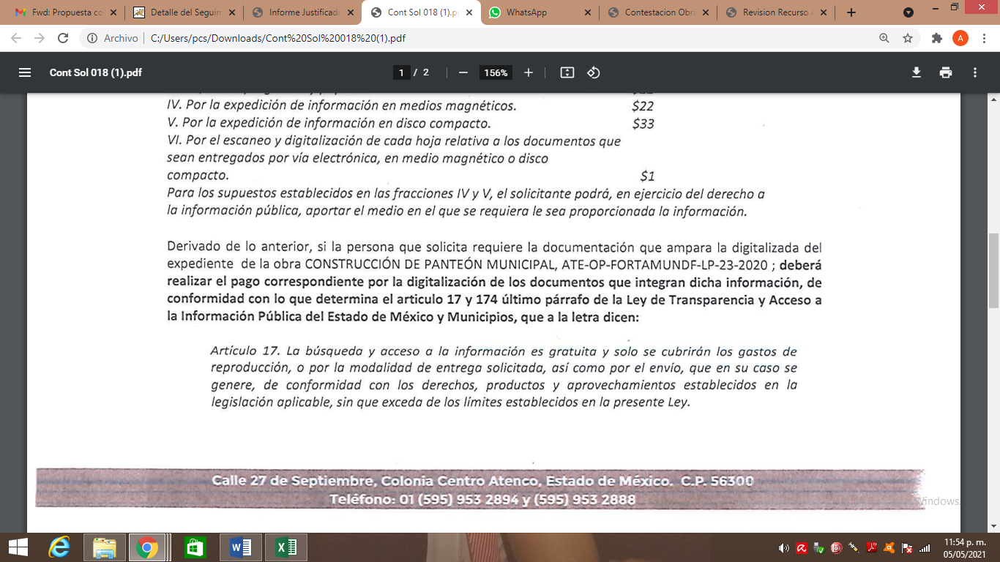 Fwd: Propuesta co
Detalle del Seguim
Informe Justificado
Cont Sol 018 (1).p
WhatsApp
Contestacion Obra
Revision Recurso A
Archivo
C:/Users/pcs/Downloads/Cont%20Sol%20018%20(1).pdf
A
Cont Sol 018 (1).pdf
1 / 2
156%
IV. Por la expedición de información en medios magnéticos. $22
V. Por la expedición de información en disco compacto. $33
VI. Por el escaneo y digitalización de cada hoja relativa a los documentos que
sean entregados por vía electrónica, en medio magnético o disco
compacto. $1
Para los supuestos establecidos en las fracciones IV y V, el solicitante podrá, en ejercicio del derecho a
la información pública, aportar el medio en el que se requiera le sea proporcionada la información.
Derivado de lo anterior, si la persona que solicita requiere la documentación que ampara la digitalizada del
expediente de la obra CONSTRUCCIÓN DE PANTEÓN MUNICIPAL, ATE-OP-FORTAMUNDF-LP-23-2020 ; deberá
realizar el pago correspondiente por la digitalización de los documentos que integran dicha información, de
conformidad con lo que determina el articulo 17 y 174 último párrafo de la Ley de Transparencia y Acceso a
la Información Pública del Estado de México y Municipios, que a la letra dicen:
Artículo 17. La búsqueda y acceso a la información es gratuita y solo se cubrirán los gastos de
reproducción, o por la modalidad de entrega solicitada, así como por el envío, que en su caso se
genere, de conformidad con los derechos, productos y aprovechamientos establecidos en la
legislación aplicable, sin que exceda de los límites establecidos en la presente Ley.
Calle 27 de Septiembre, Colonia Centro Atenco, Estado de México. C.P. 56300
Teléfono: 01 (595) 953 2894 y (595) 953 2888
Windows.
11:54 p. m.
05/05/2021